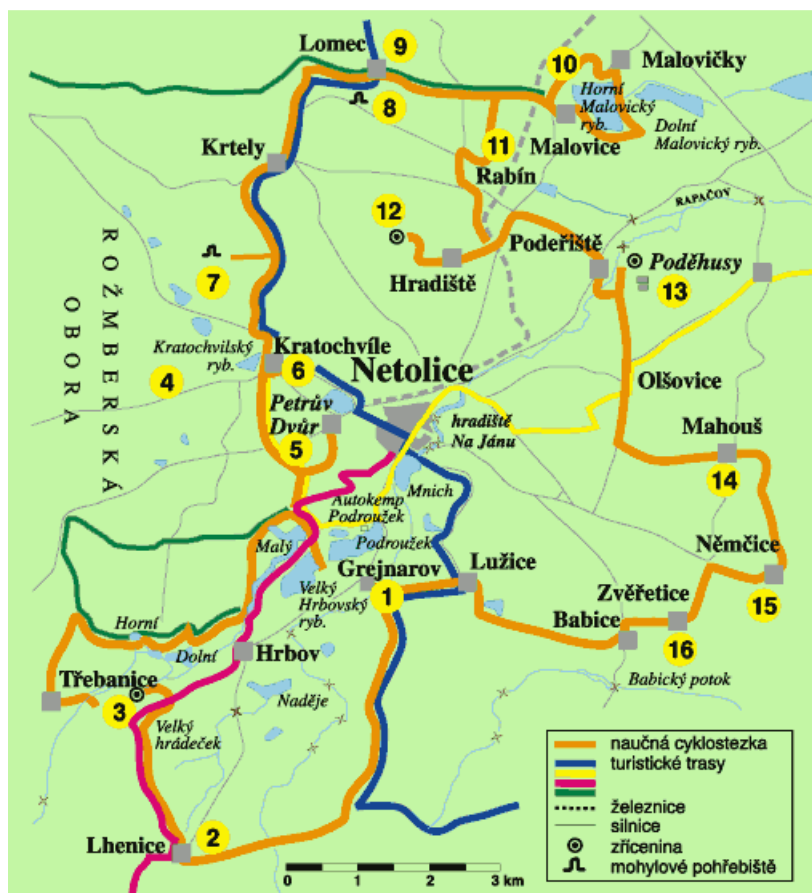 Lomec
9
10
Malovičky
8
Horní
Malovický
ryb.
Dolní
Malovický ryb.
Malovice
Krtely
11
Rabín
12
RAPAČOV
Podeřiště
Poděhusy
13
Hradiště
7
ROŽMBERSKÁ
OBORA
Kratochvilský
ryb.
Kratochvíle
6
Netolice
4
Petrův
Dvůr
5
hradiště
Na Jánu
Olšovice
Mahouš
14
Mnich
Autokemp
Podroužek
Malý
Podroužek
Grejnarov
1
Lužice
Němčice
15
Velký
Hrbovský
ryb.
Zvěřetice
Babice
16
Horní
Dolní
Hrbov
Babický potok
Třebanice
3
Naděje
Velký
hrádeček
Lhenice
2
naučná cyklostezka
turistické trasy
železnice
silnice
zřícenina
mohylové pohřebiště
0 1 2 3 km